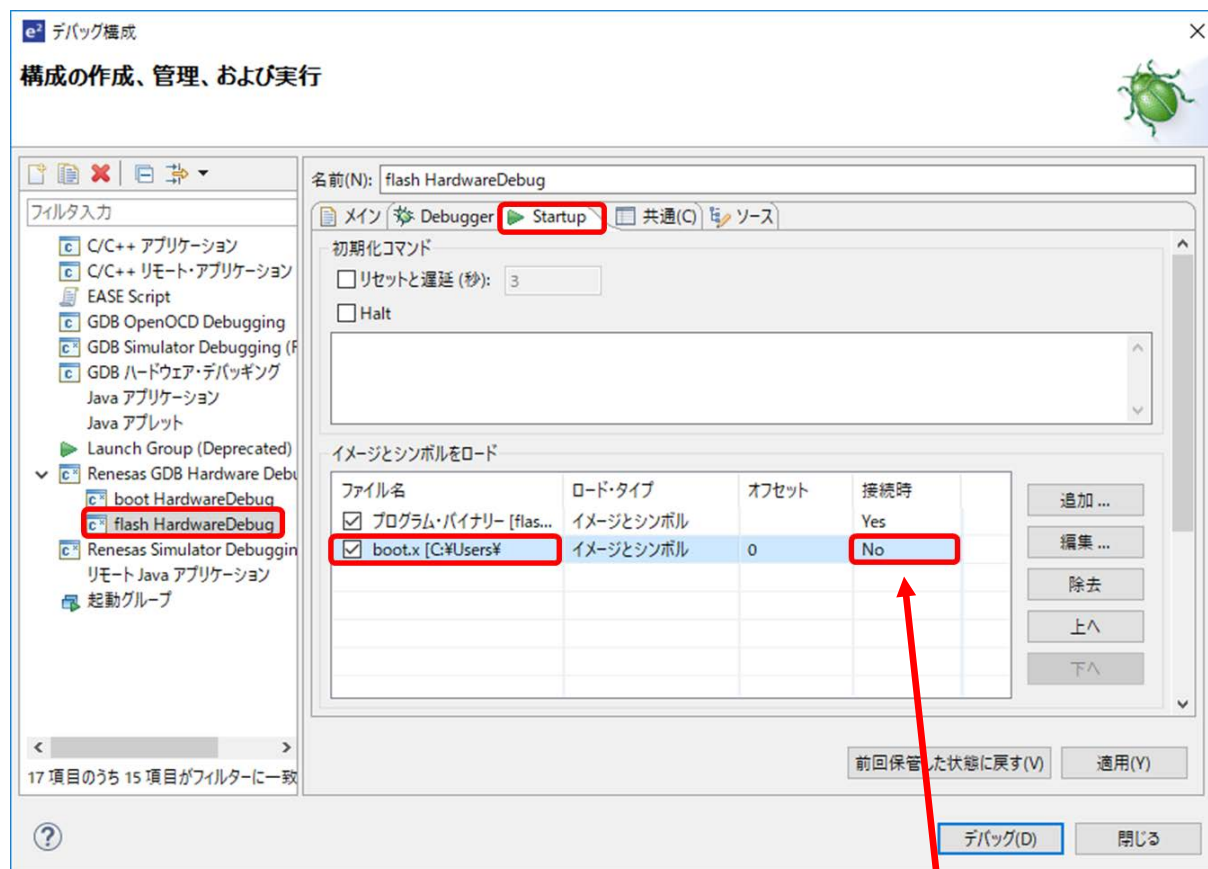 e² デバッグ構成
構成の作成、管理、および実行
名前(N): flash HardwareDebug
フィルタ入力
メイン Debugger Startup 共通(C) ソース
C/C++ アプリケーション
C/C++ リモート・アプリケーション
EASE Script
GDB OpenOCD Debugging
GDB Simulator Debugging (F
GDB ハードウェア・デバッギング
Java アプリケーション
Java アプレット
Launch Group (Deprecated)
Renesas GDB Hardware Debu
boot HardwareDebug
flash HardwareDebug
Renesas Simulator Debuggin
リモート Java アプリケーション
起動グループ
17 項目のうち 15 項目がフィルターに一致
初期化コマンド
リセットと遅延 (秒): 3
Halt
イメージとシンボルをロード
ファイル名 ロード・タイプ オフセット 接続時
プログラム・バイナリー [flas... イメージとシンボル Yes
boot.x [C:¥Users¥ イメージとシンボル 0 No
追加 ...
編集 ...
除去
上へ
下へ
前回保管した状態に戻す(V) 適用(Y)
デバッグ(D) 閉じる